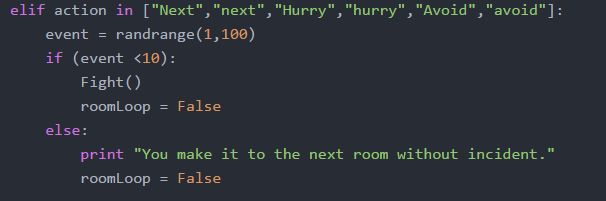 elif action in ["Next","next","Hurry","hurry","Avoid","avoid"]:
    event = randrange(1,100)
    if (event <10):
        Fight()
        roomLoop = False
    else:
        print "You make it to the next room without incident."
        roomLoop = False